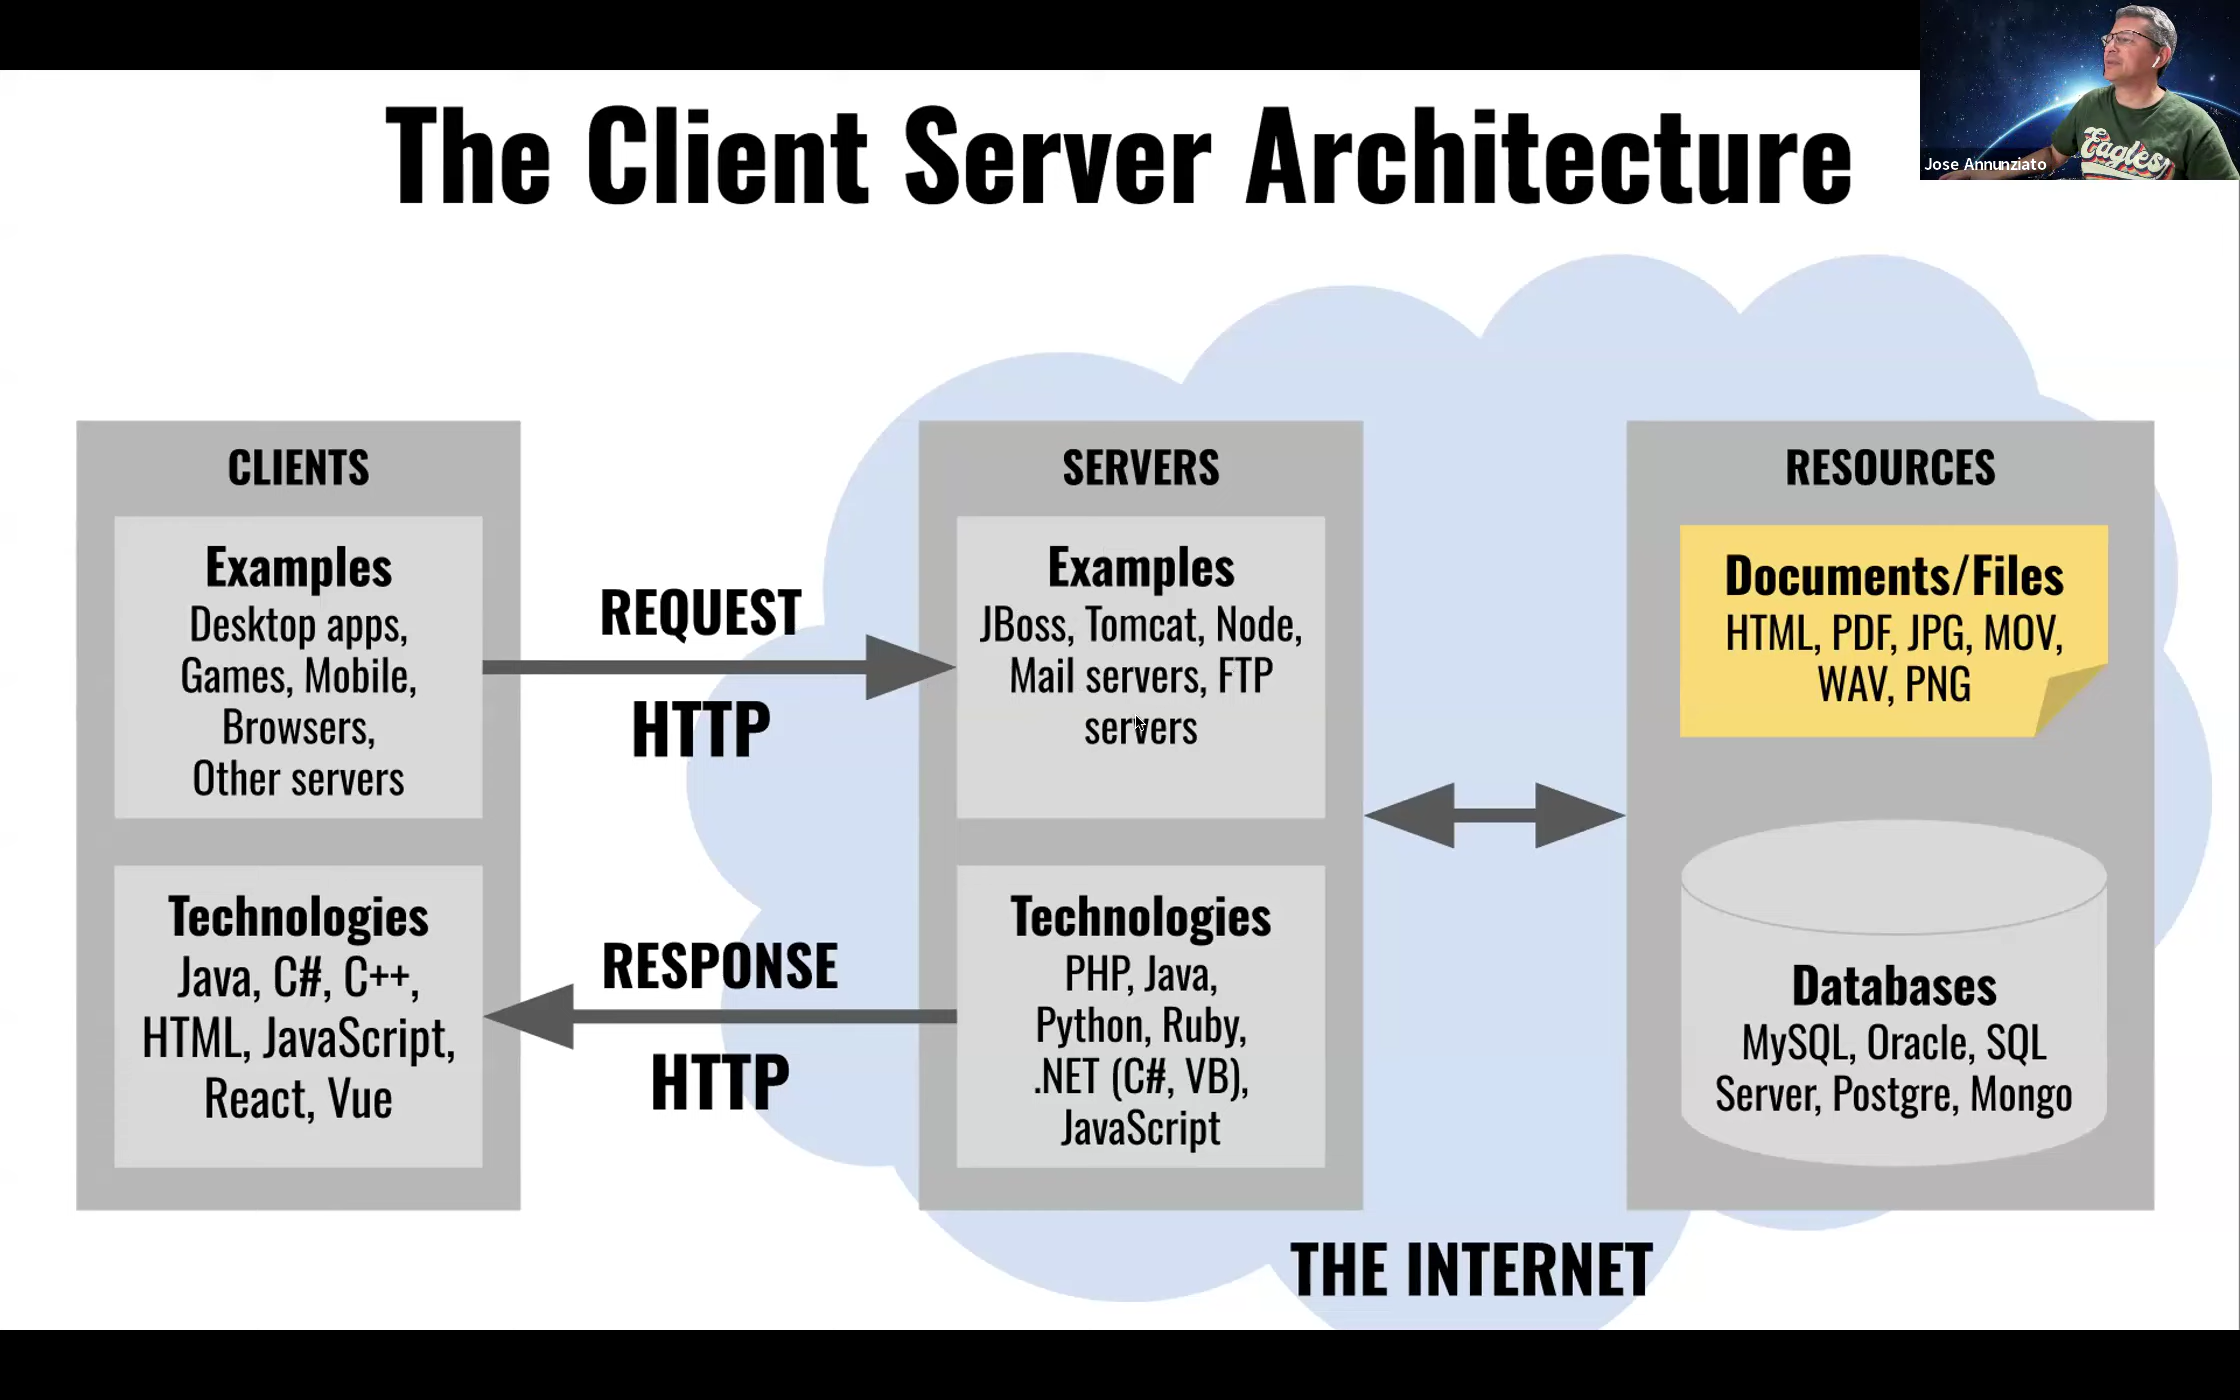 The Client Server Architecture
Jose Annunziato
Eagles
CLIENTS
Examples
Desktop apps,
Games, Mobile,
Browsers,
Other servers
Technologies
Java, C#, C++,
HTML, JavaScript,
React, Vue
REQUEST
HTTP
RESPONSE
HTTP
SERVERS
Examples
JBoss, Tomcat, Node,
Mail servers, FTP
servers
Technologies
PHP, Java,
Python, Ruby,
.NET (C#, VB),
JavaScript
RESOURCES
Documents/Files
HTML, PDF, JPG, MOV,
WAV, PNG
Databases
MySQL, Oracle, SQL
Server, Postgre, Mongo
THE INTERNET